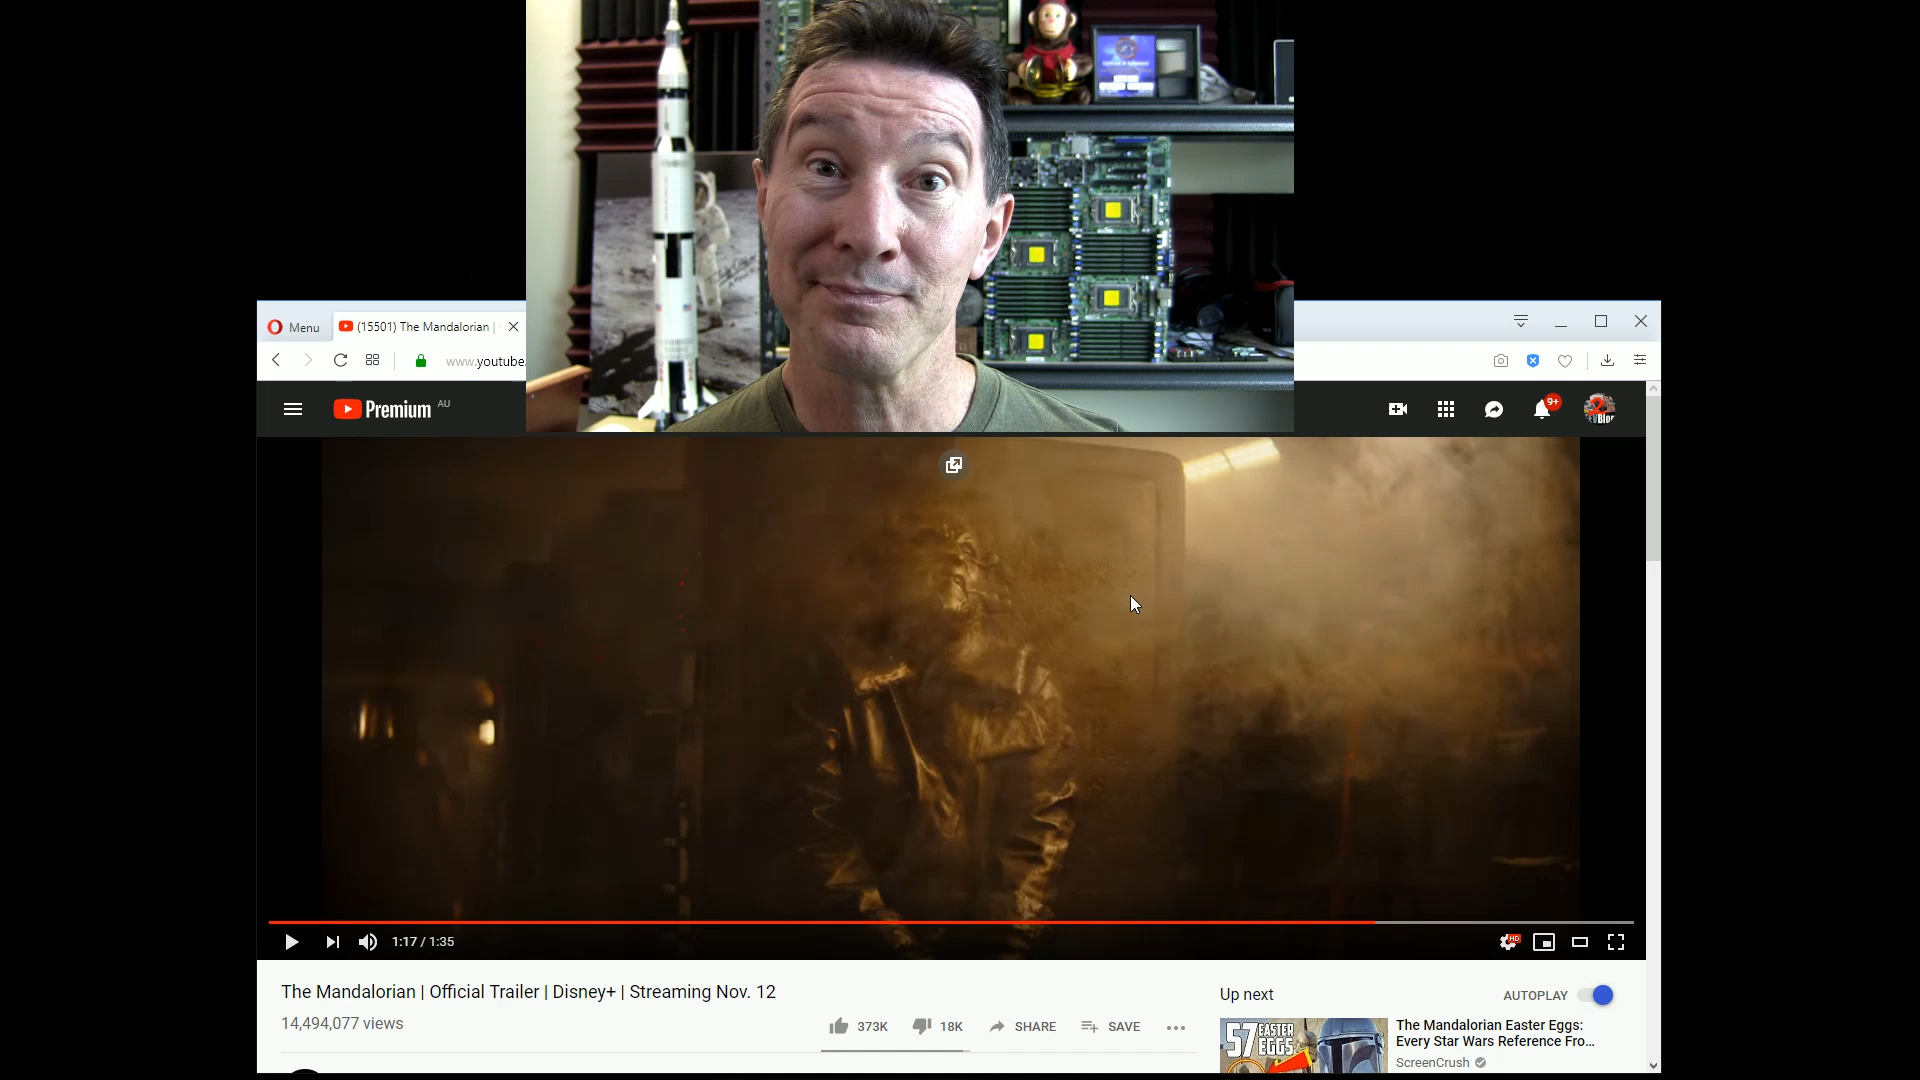 Menu
(15501) The Mandalorian |
www.youtube.
Premium AU
9+
EVBlog
HD
1:17 / 1:35
The Mandalorian | Official Trailer | Disney+ | Streaming Nov. 12
14,494,077 views
373K
18K
SHARE
SAVE
Up next
AUTOPLAY
57 EASTER
EGGS
The Mandalorian Easter Eggs:
Every Star Wars Reference Fro...
ScreenCrush